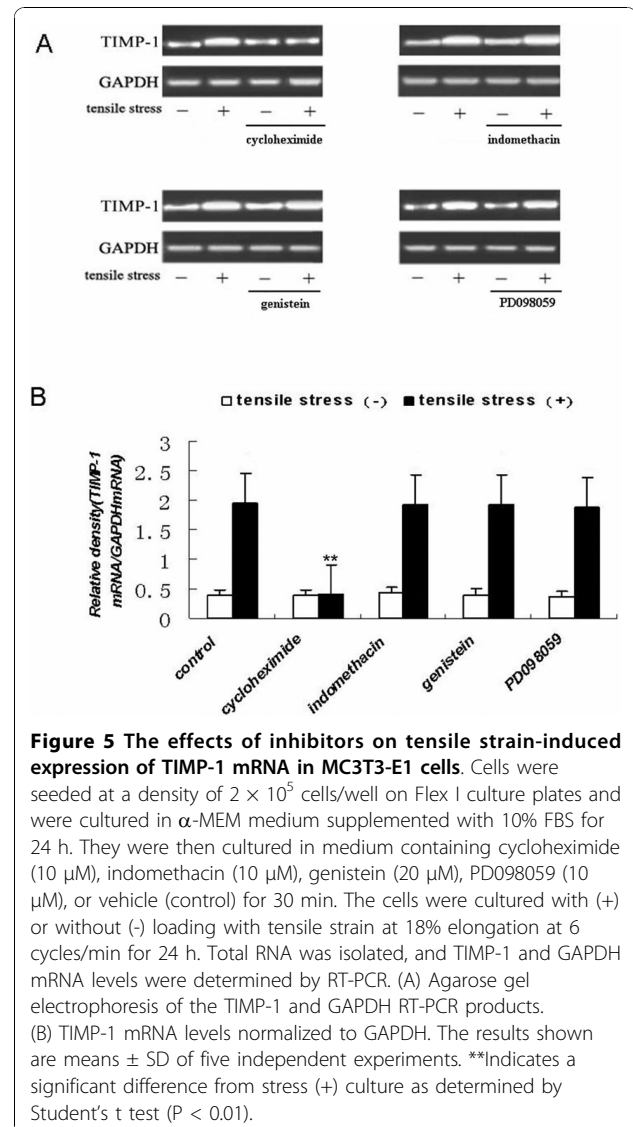 A
TIMP-1
GAPDH
tensile stress − + − +
cycloheximide
− + − +
indomethacin
TIMP-1
GAPDH
tensile stress − + − +
genistein
− + − +
PD098059
B
tensile stress (-) tensile stress (+)
Relative density(TIMP-1
mRNA/GAPDHmRNA)
3
2.5
2
1.5
1
0.5
0
**
control
cycloheximide
indomethacin
genistein
PD098059
Figure 5 The effects of inhibitors on tensile strain-induced
expression of TIMP-1 mRNA in MC3T3-E1 cells. Cells were
seeded at a density of 2 × 10⁵ cells/well on Flex I culture plates and
were cultured in α-MEM medium supplemented with 10% FBS for
24 h. They were then cultured in medium containing cycloheximide
(10 μM), indomethacin (10 μM), genistein (20 μM), PD098059 (10
μM), or vehicle (control) for 30 min. The cells were cultured with (+)
or without (-) loading with tensile strain at 18% elongation at 6
cycles/min for 24 h. Total RNA was isolated, and TIMP-1 and GAPDH
mRNA levels were determined by RT-PCR. (A) Agarose gel
electrophoresis of the TIMP-1 and GAPDH RT-PCR products.
(B) TIMP-1 mRNA levels normalized to GAPDH. The results shown
are means ± SD of five independent experiments. **Indicates a
significant difference from stress (+) culture as determined by
Student's t test (P < 0.01).